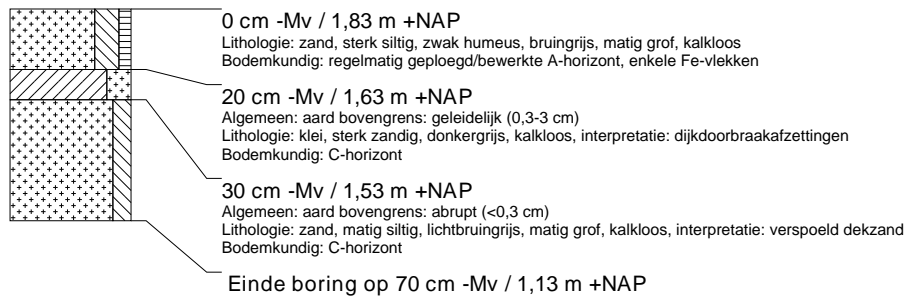 0 cm -Mv / 1,83 m +NAP
Lithologie: zand, sterk siltig, zwak humeus, bruingrijs, matig grof, kalkloos
Bodemkundig: regelmatig geploegd/bewerkte A-horizont, enkele Fe-vlekken
20 cm -Mv / 1,63 m +NAP
Algemeen: aard bovengrens: geleidelijk (0,3-3 cm)
Lithologie: klei, sterk zandig, donkergrijs, kalkloos, interpretatie: dijkdoorbraakafzettingen
Bodemkundig: C-horizont
30 cm -Mv / 1,53 m +NAP
Algemeen: aard bovengrens: abrupt (<0,3 cm)
Lithologie: zand, matig siltig, lichtbruingrijs, matig grof, kalkloos, interpretatie: verspoeld dekzand
Bodemkundig: C-horizont
Einde boring op 70 cm -Mv / 1,13 m +NAP